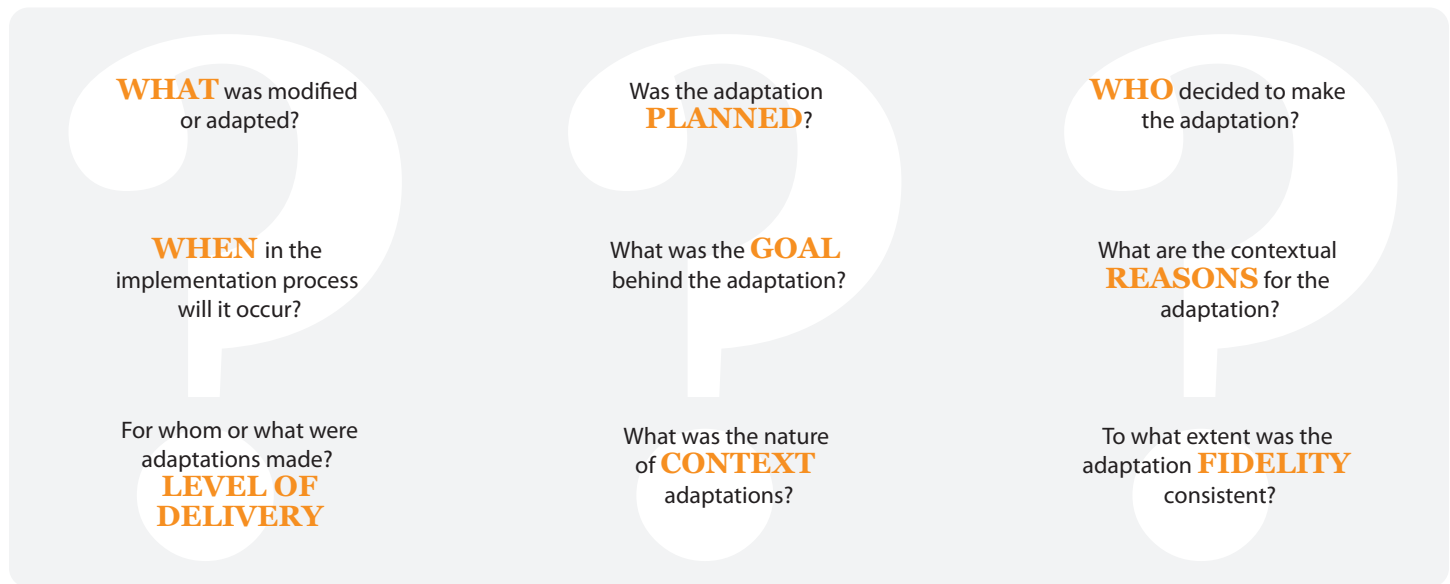 WHAT was modified
or adapted?
Was the adaptation
PLANNED?
WHO decided to make
the adaptation?
WHEN in the
implementation process
will it occur?
What was the GOAL
behind the adaptation?
What are the contextual
REASONS for the
adaptation?
For whom or what were
adaptations made?
LEVEL OF
DELIVERY
What was the nature
of CONTEXT
adaptations?
To what extent was the
adaptation FIDELITY
consistent?